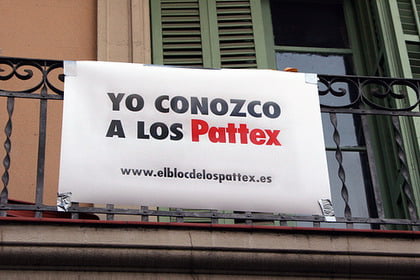 YO CONOZCO
A LOS Pattex
www.elblocdelospattex.es